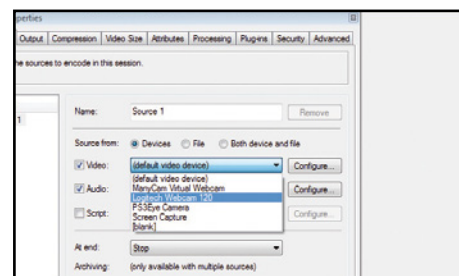 operties
Output Compression Video Size Attributes Processing Plug-ins Security Advanced
he sources to encode in this session.
1
Name: Source 1 Remove
Source from: Devices File Both device and file
Video: (default video device) Configure...
(default video device)
ManyCam Virtual Webcam
Audio: Logitech Webcam 120 Configure...
PS3Eye Camera
Script: Screen Capture Configure...
[blank]
At end: Stop
Archiving: (only available with multiple sources)